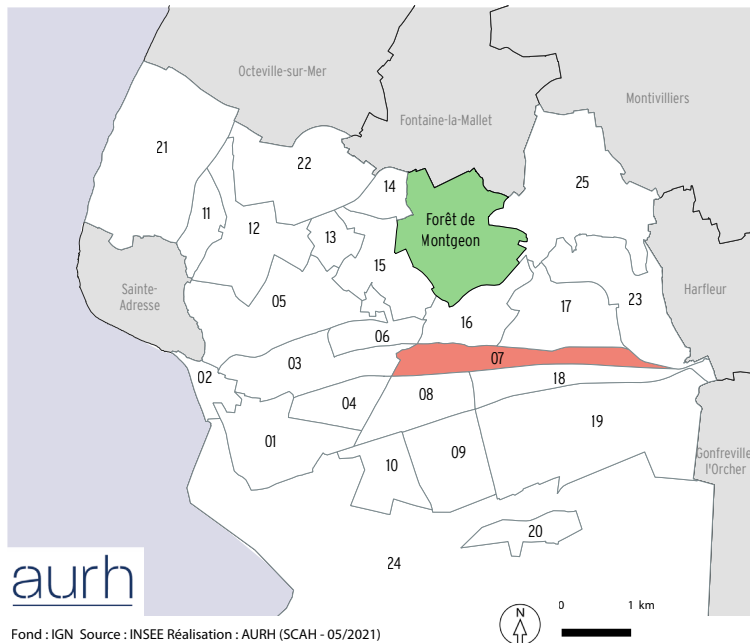 Octeville-sur-Mer
Montivilliers
Fontaine-la-Mallet
21
22
14
25
11
12
13
Forêt de
Montgeon
15
Sainte-
Adresse
05
17
23
Harfleur
16
06
07
02
03
18
08
04
19
01
09
10
Gonfreville
l'Orcher
20
24
aurh
N
0
1 km
Fond : IGN Source : INSEE Réalisation : AURH (SCAH - 05/2021)